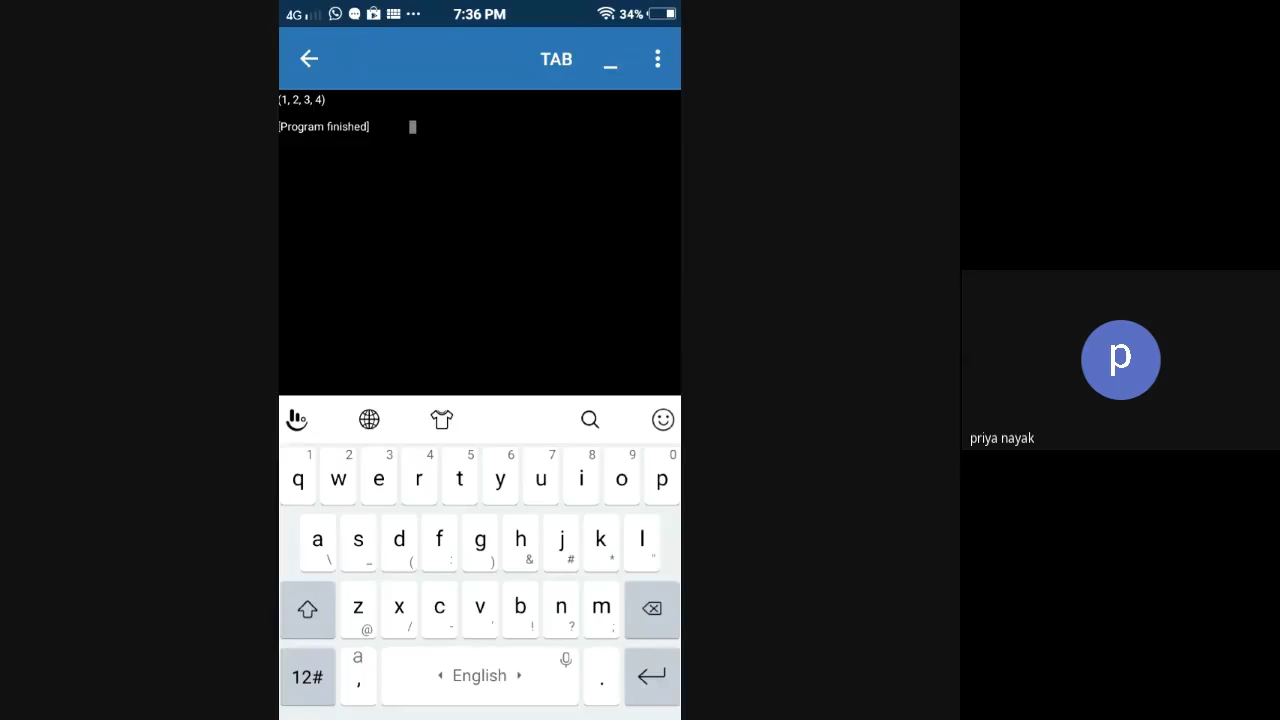 4G 7:36 PM 34%
TAB _
(1, 2, 3, 4)
[Program finished]
1 2 3 4 5 6 7 8 9 0
q w e r t y u i o p
a s d f g h j k l
\ _ ( : ) & # * "
z x c v b n m
@ / - ' ! ? ;
12# a , English . 
p
priya nayak